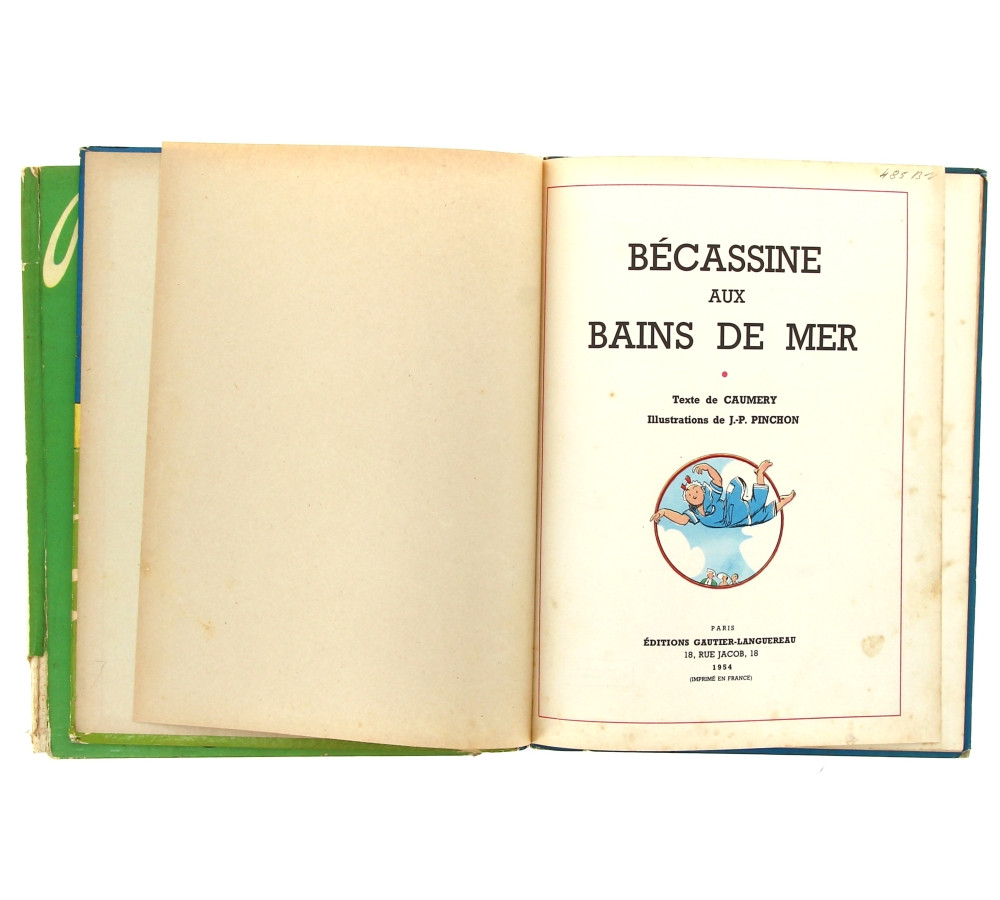 BÉCASSINE
AUX
BAINS DE MER
Texte de CAUMERY
Illustrations de J.-P. PINCHON
PARIS
ÉDITIONS GAUTIER-LANGUEREAU
18, RUE JACOB, 18
1954
(IMPRIMÉ EN FRANCE)